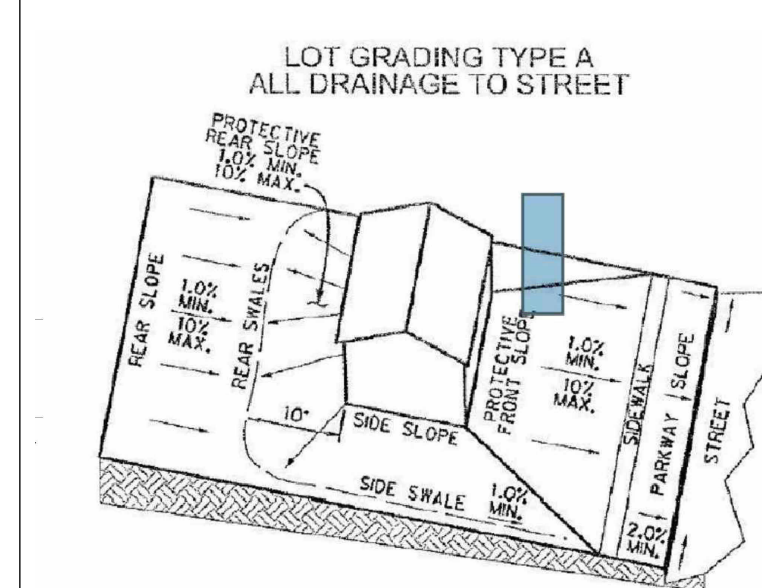 LOT GRADING TYPE A
ALL DRAINAGE TO STREET
PROTECTIVE
REAR SLOPE
1.0% MIN.
10% MAX.
REAR SLOPE
1.0%
MIN.
10%
MAX.
REAR SWALES
10'
SIDE SLOPE
SIDE SWALE
1.0%
MIN.
PROTECTIVE
FRONT SLOPE
1.0%
MIN.
10%
MAX.
SIDEWALK
PARKWAY SLOPE
2.0%
MIN.
STREET